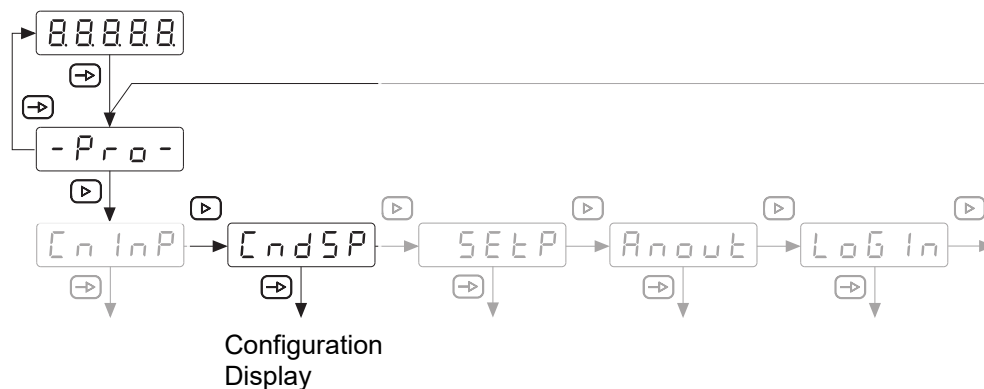 8.8.8.8.8.
-Pro-
CnInP CndSP SEtP Anout LoGIn
Configuration
Display